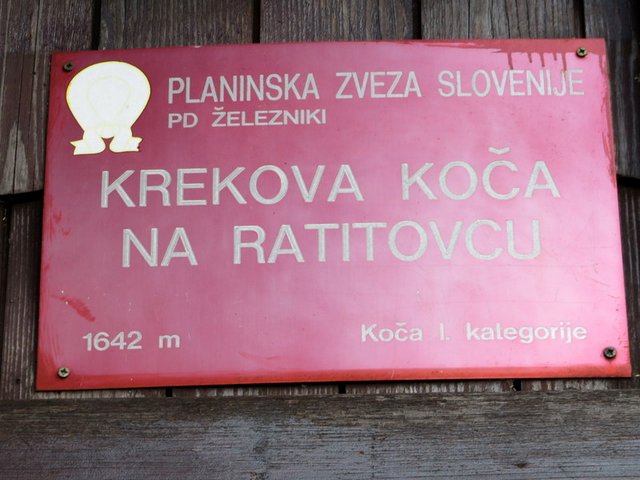 PLANINSKA ZVEZA SLOVENIJE
PD ŽELEZNIKI
KREKOVA KOČA
NA RATITOVCU
1642 m
Koča I. kategorije